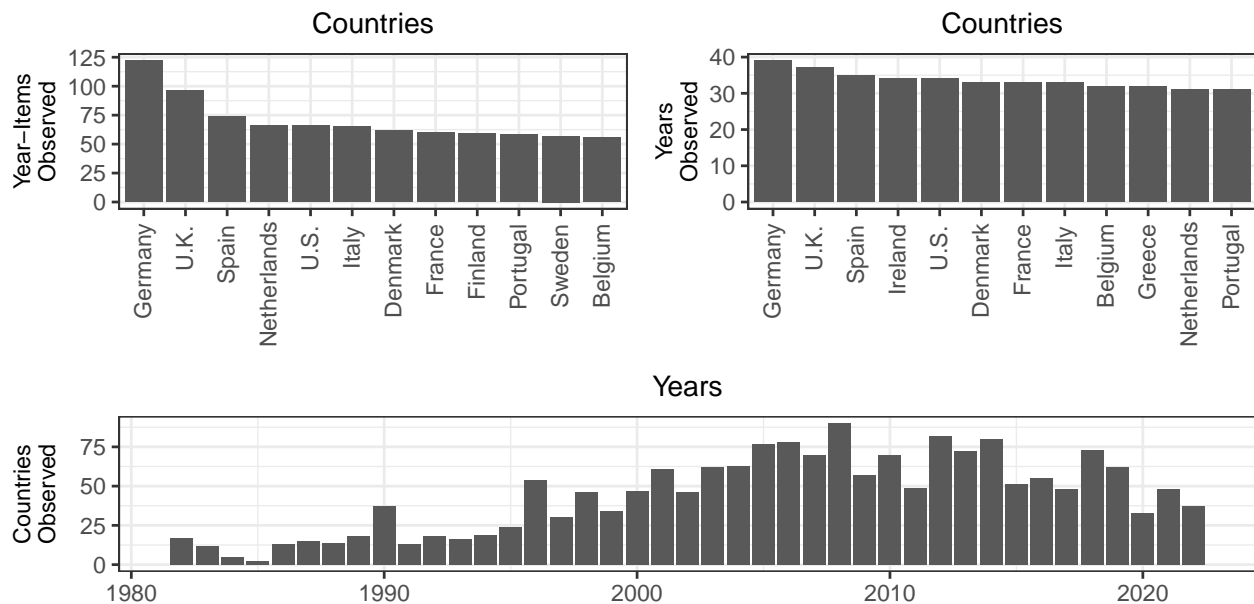 Countries
Year–Items
Observed
125
100
75
50
25
0
Germany
U.K.
Spain
Netherlands
U.S.
Italy
Denmark
France
Finland
Portugal
Sweden
Belgium
Countries
Years
Observed
40
30
20
10
0
Germany
U.K.
Spain
Ireland
U.S.
Denmark
France
Italy
Belgium
Greece
Netherlands
Portugal
Years
Countries
Observed
75
50
25
0
1980
1990
2000
2010
2020